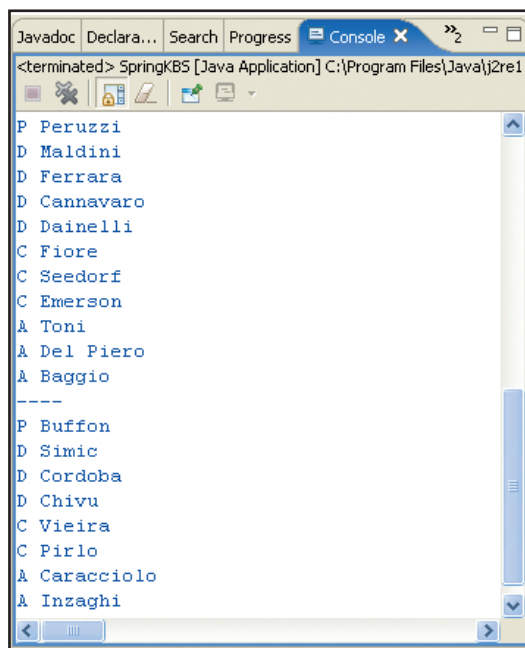 Javadoc Declara... Search Progress Console »2
<terminated> SpringKBS [Java Application] C:\Program Files\Java\j2re1
P Peruzzi
D Maldini
D Ferrara
D Cannavaro
D Dainelli
C Fiore
C Seedorf
C Emerson
A Toni
A Del Piero
A Baggio
----
P Buffon
D Simic
D Cordoba
D Chivu
C Vieira
C Pirlo
A Caracciolo
A Inzaghi